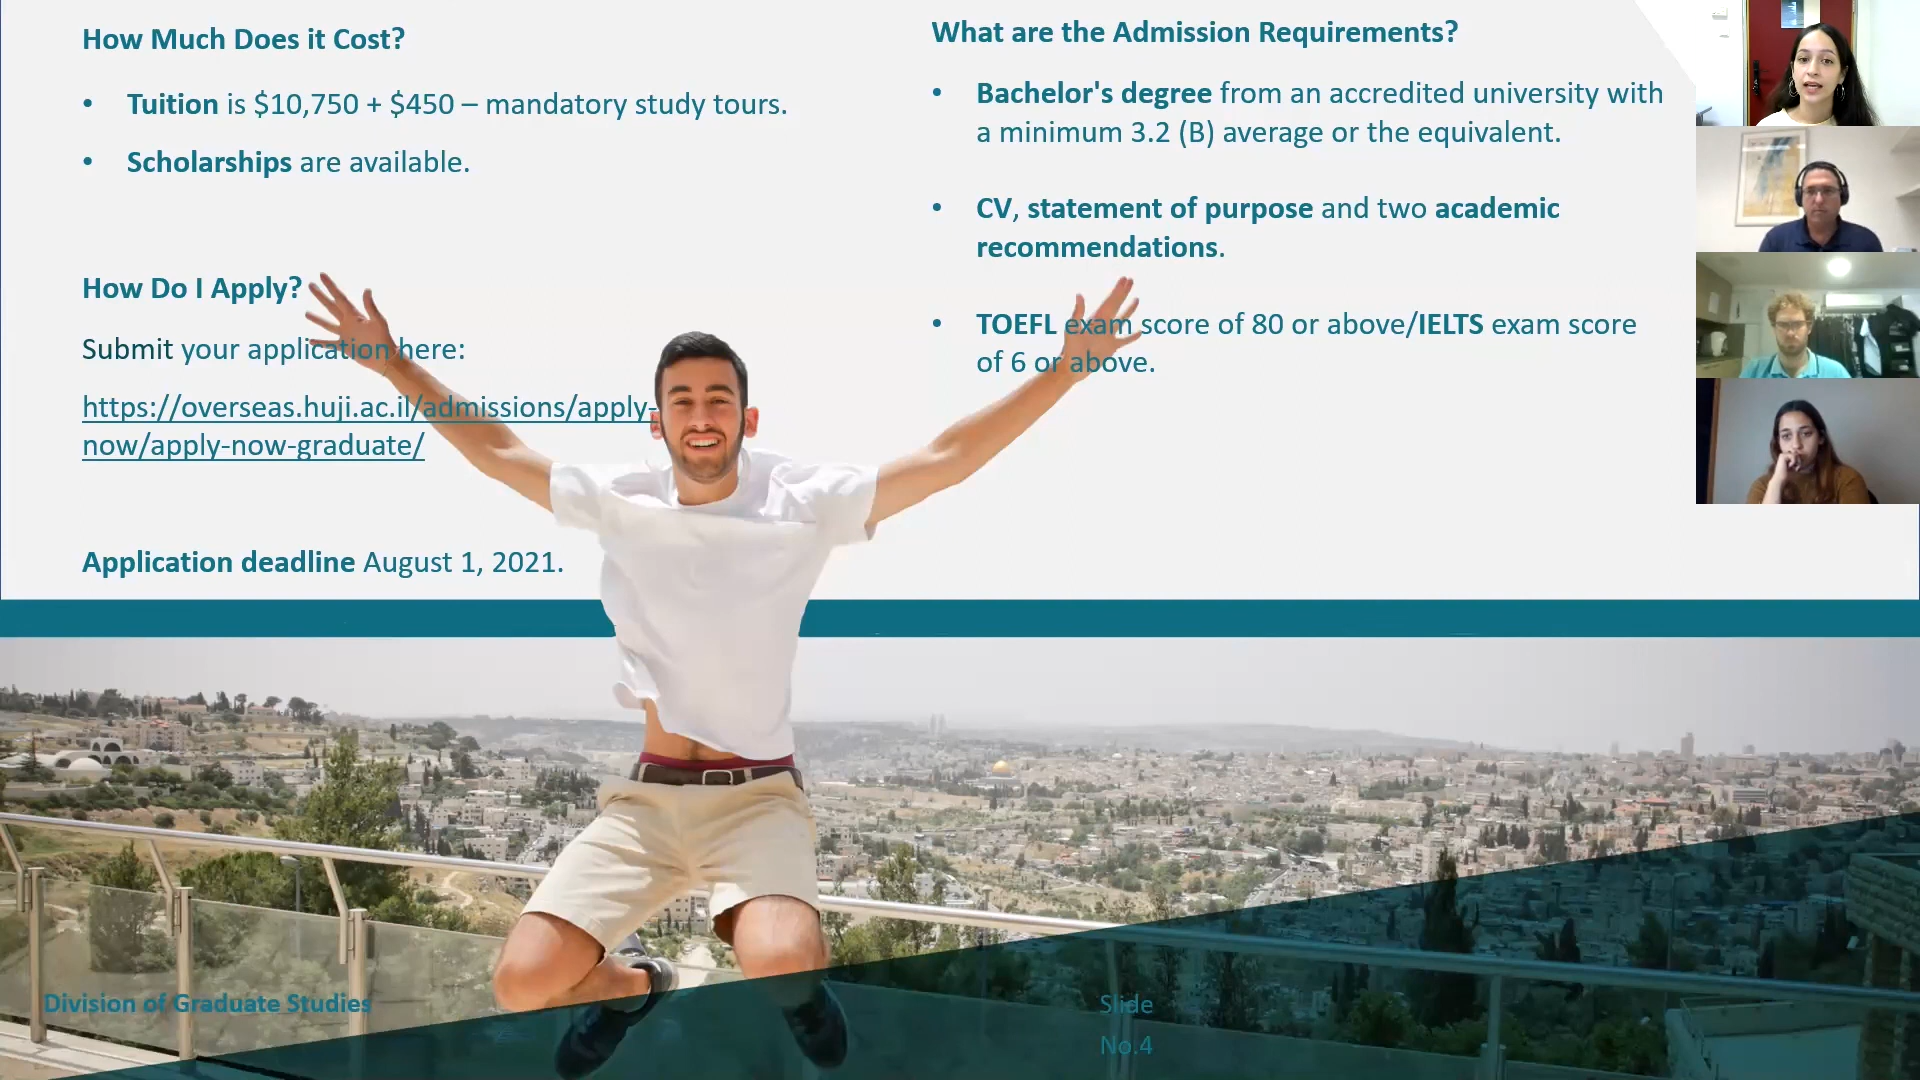 How Much Does it Cost?
• Tuition is $10,750 + $450 – mandatory study tours.
• Scholarships are available.
How Do I Apply?
Submit your application here:
https://overseas.huji.ac.il/admissions/apply-
now/apply-now-graduate/
Application deadline August 1, 2021.
What are the Admission Requirements?
• Bachelor's degree from an accredited university with
a minimum 3.2 (B) average or the equivalent.
• CV, statement of purpose and two academic
recommendations.
• TOEFL exam score of 80 or above/IELTS exam score
of 6 or above.
Division of Graduate Studies
Slide
No.4